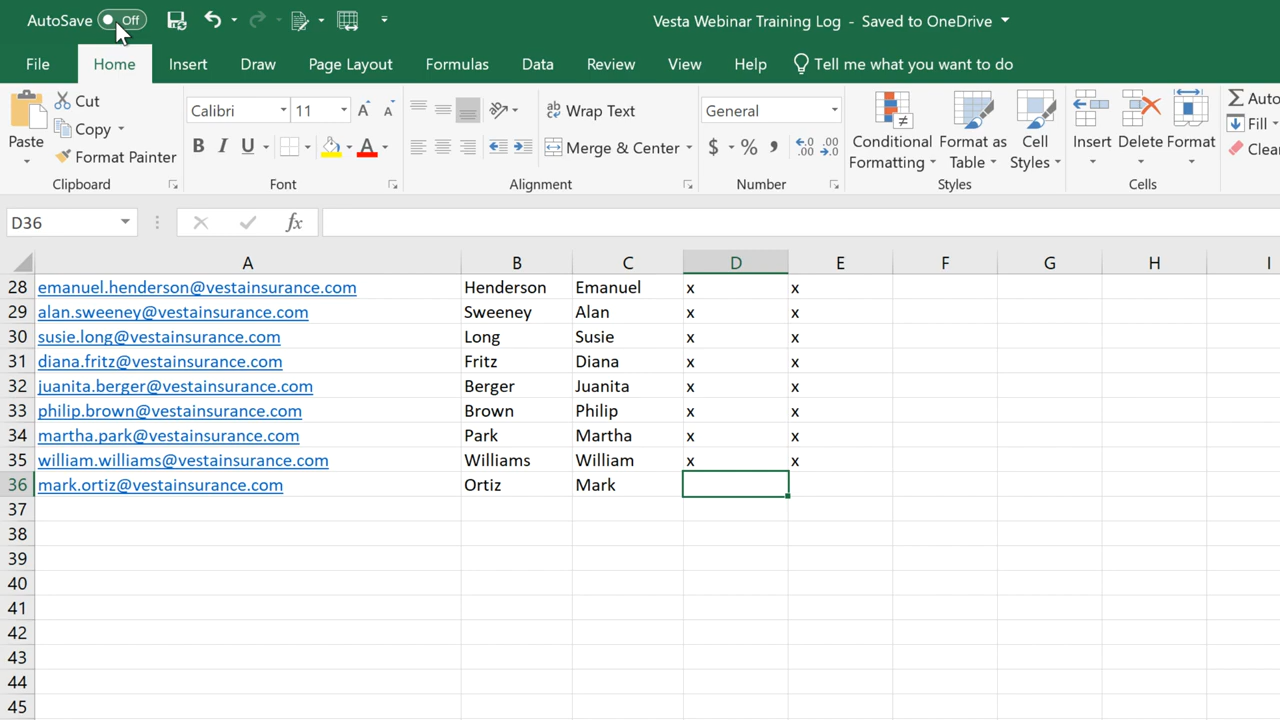 AutoSave Off Vesta Webinar Training Log - Saved to OneDrive
File Home Insert Draw Page Layout Formulas Data Review View Help Tell me what you want to do
Paste Cut Copy Format Painter
Clipboard
Calibri 11
B I U A
Font
Wrap Text
Merge & Center
Alignment
General
$ % , .00 .0
Number
Conditional Formatting
Format as Table
Cell Styles
Styles
Insert Delete Format
Cells
Σ Auto
Fill
Clear
D36 fx
A B C D E F G H I
28 emanuel.henderson@vestainsurance.com Henderson Emanuel x x
29 alan.sweeney@vestainsurance.com Sweeney Alan x x
30 susie.long@vestainsurance.com Long Susie x x
31 diana.fritz@vestainsurance.com Fritz Diana x x
32 juanita.berger@vestainsurance.com Berger Juanita x x
33 philip.brown@vestainsurance.com Brown Philip x x
34 martha.park@vestainsurance.com Park Martha x x
35 william.williams@vestainsurance.com Williams William x x
36 mark.ortiz@vestainsurance.com Ortiz Mark
37
38
39
40
41
42
43
44
45